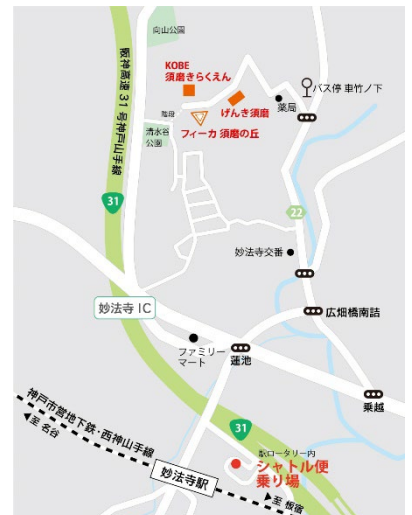 向山公園
KOBE
須磨きらくえん
げんき須磨
薬局
バス停 車竹ノ下
階段
清水谷
公園
フィーカ 須磨の丘
阪神高速 31 号神戸山手線
31
22
妙法寺交番
妙法寺 IC
広畑橋南詰
ファミリー
マート
蓮池
乗越
神戸市営地下鉄・西神山手線
至 名谷
31
駅ロータリー内
シャトル便
乗り場
妙法寺駅
至 板宿